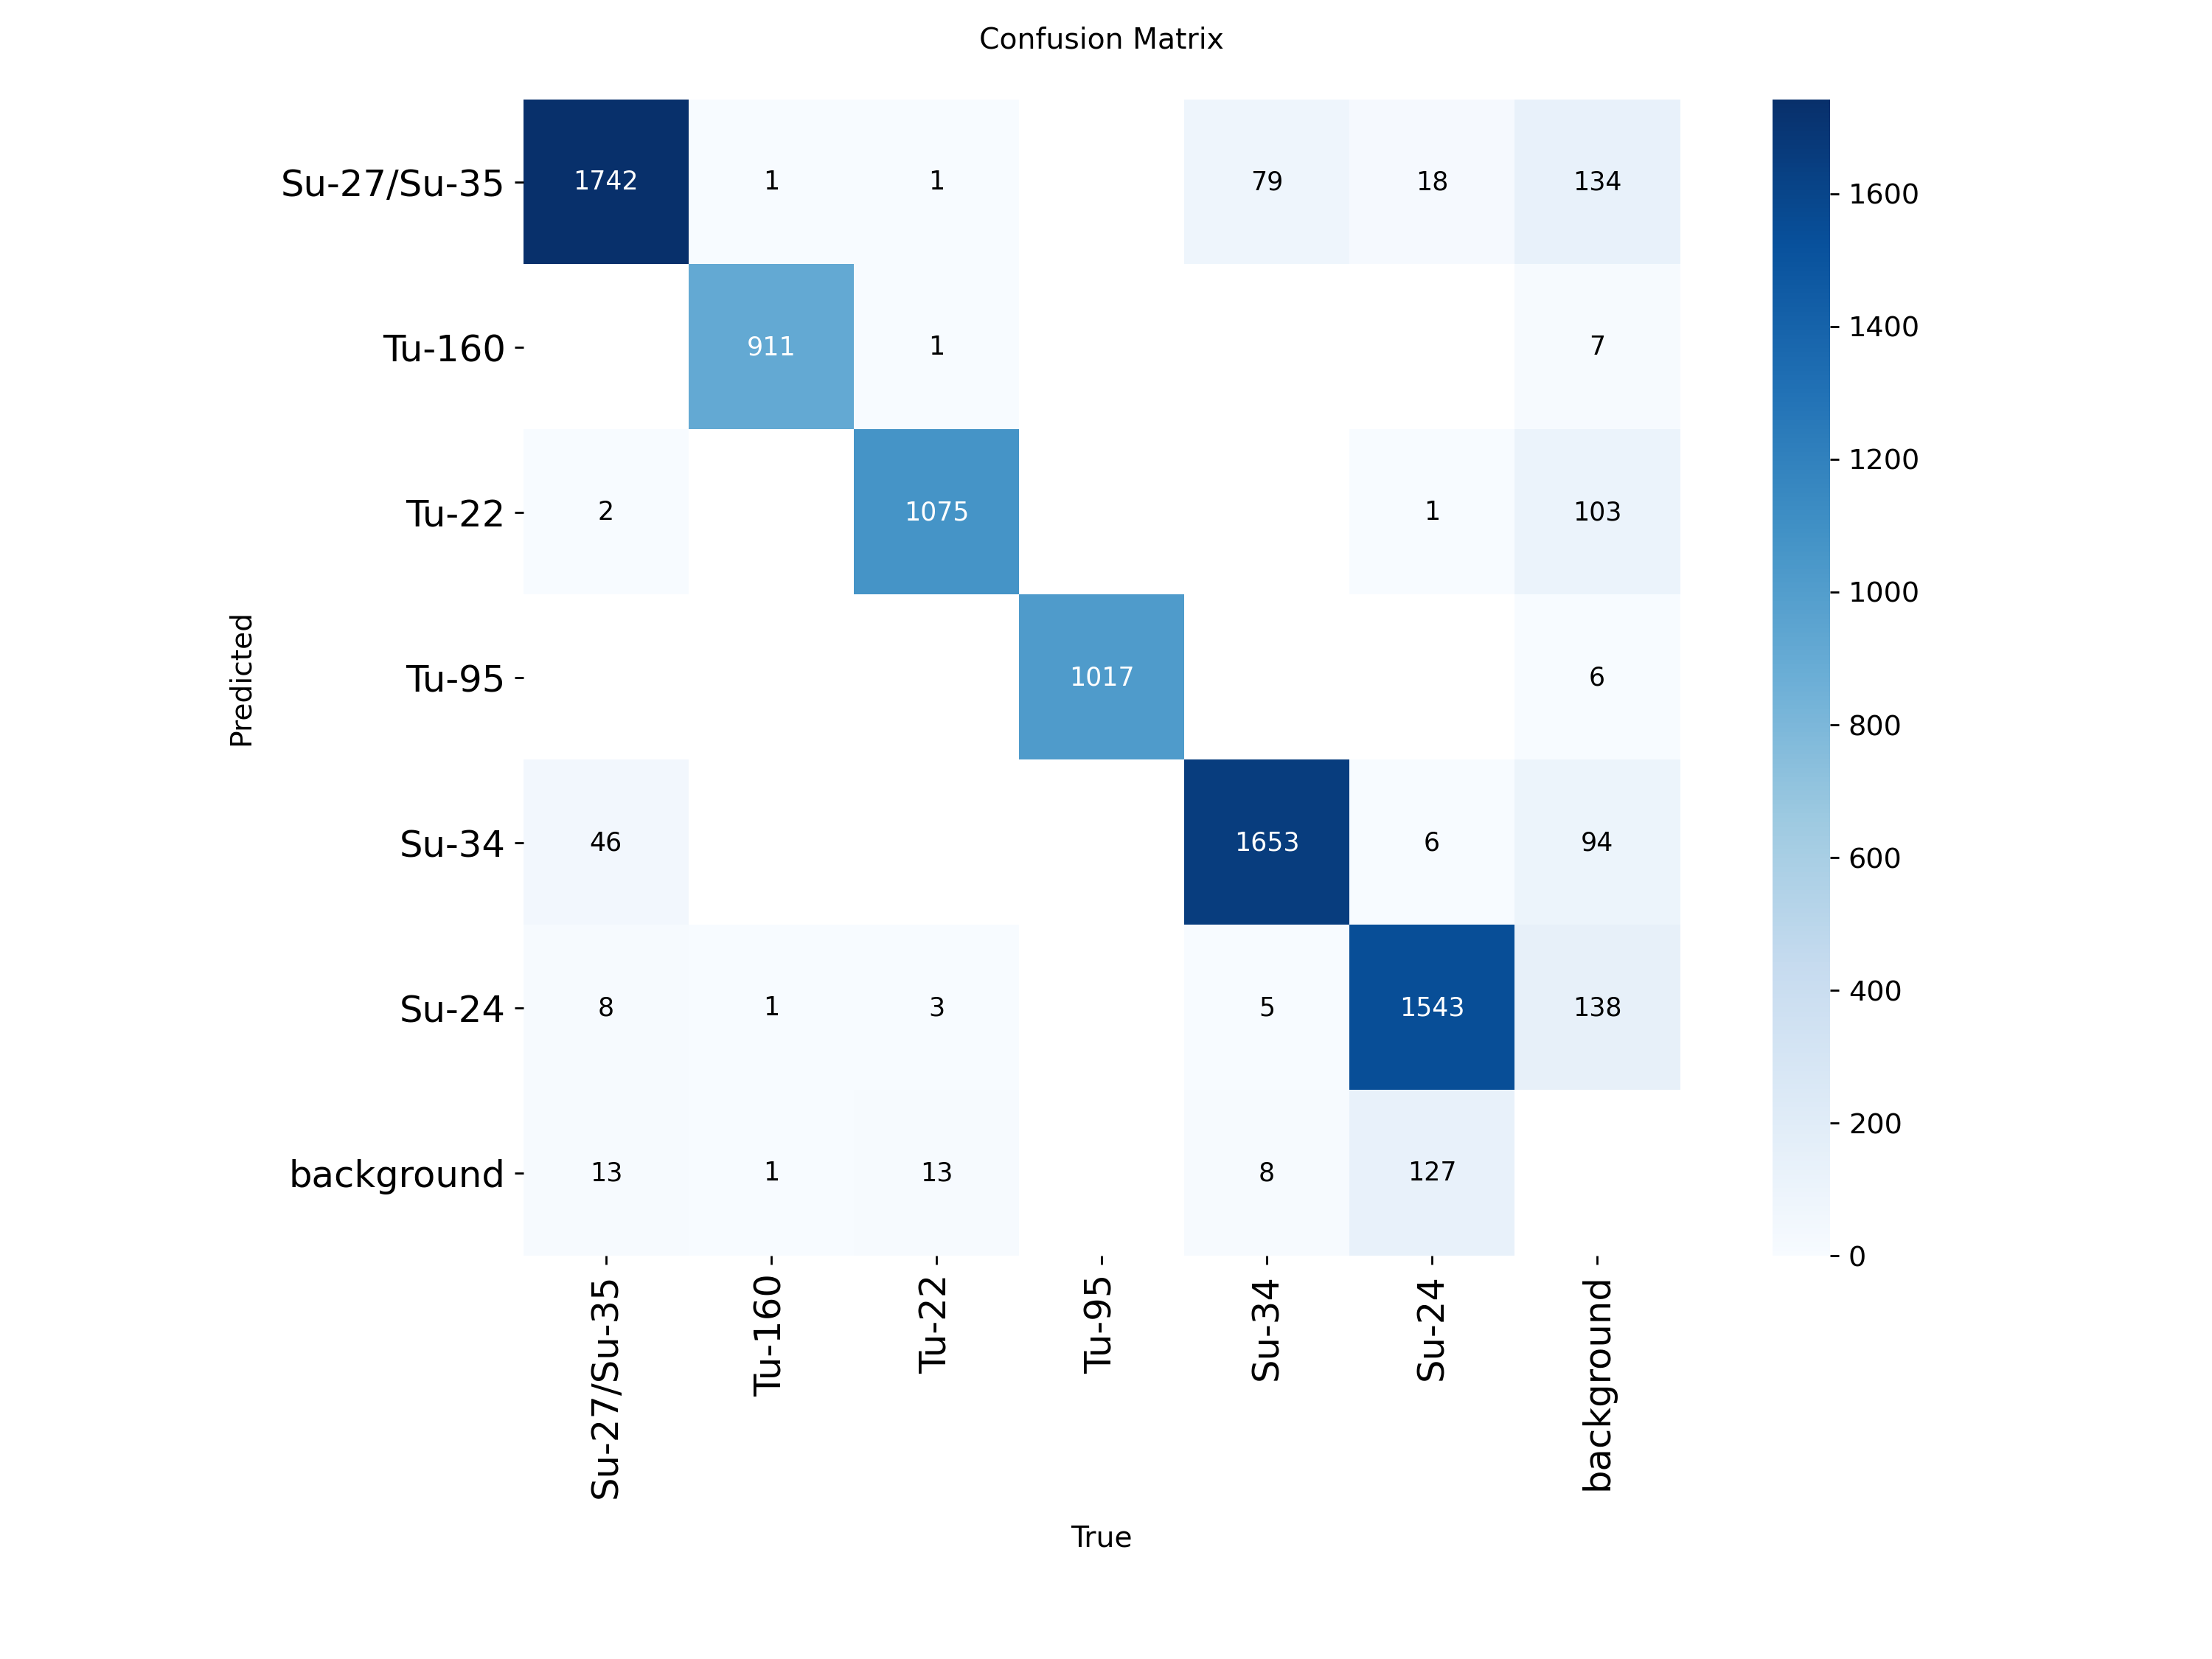 Confusion Matrix
Su-27/Su-35 1742 1 1 79 18 134
Tu-160 911 1 7
Tu-22 2 1075 1 103
Tu-95 1017 6
Su-34 46 1653 6 94
Su-24 8 1 3 5 1543 138
background 13 1 13 8 127
Predicted
Su-27/Su-35 Tu-160 Tu-22 Tu-95 Su-34 Su-24 background
True
1600
1400
1200
1000
800
600
400
200
0